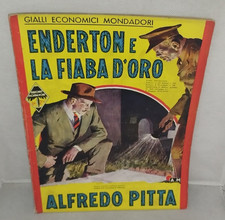 GIALLI ECONOMICI MONDADORI
ENDERTON E
LA FIABA D'ORO
ALFREDO PITTA